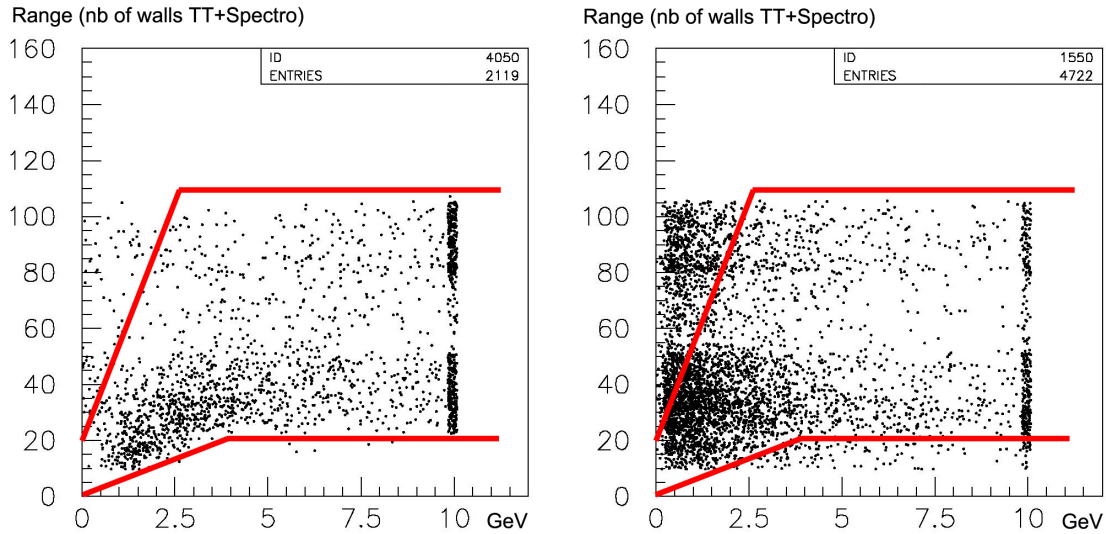 Range (nb of walls TT+Spectro)
ID 4050
ENTRIES 2119
160
140
120
100
80
60
40
20
0
0 2.5 5 7.5 10 GeV
Range (nb of walls TT+Spectro)
ID 1550
ENTRIES 4722
160
140
120
100
80
60
40
20
0
0 2.5 5 7.5 10 GeV